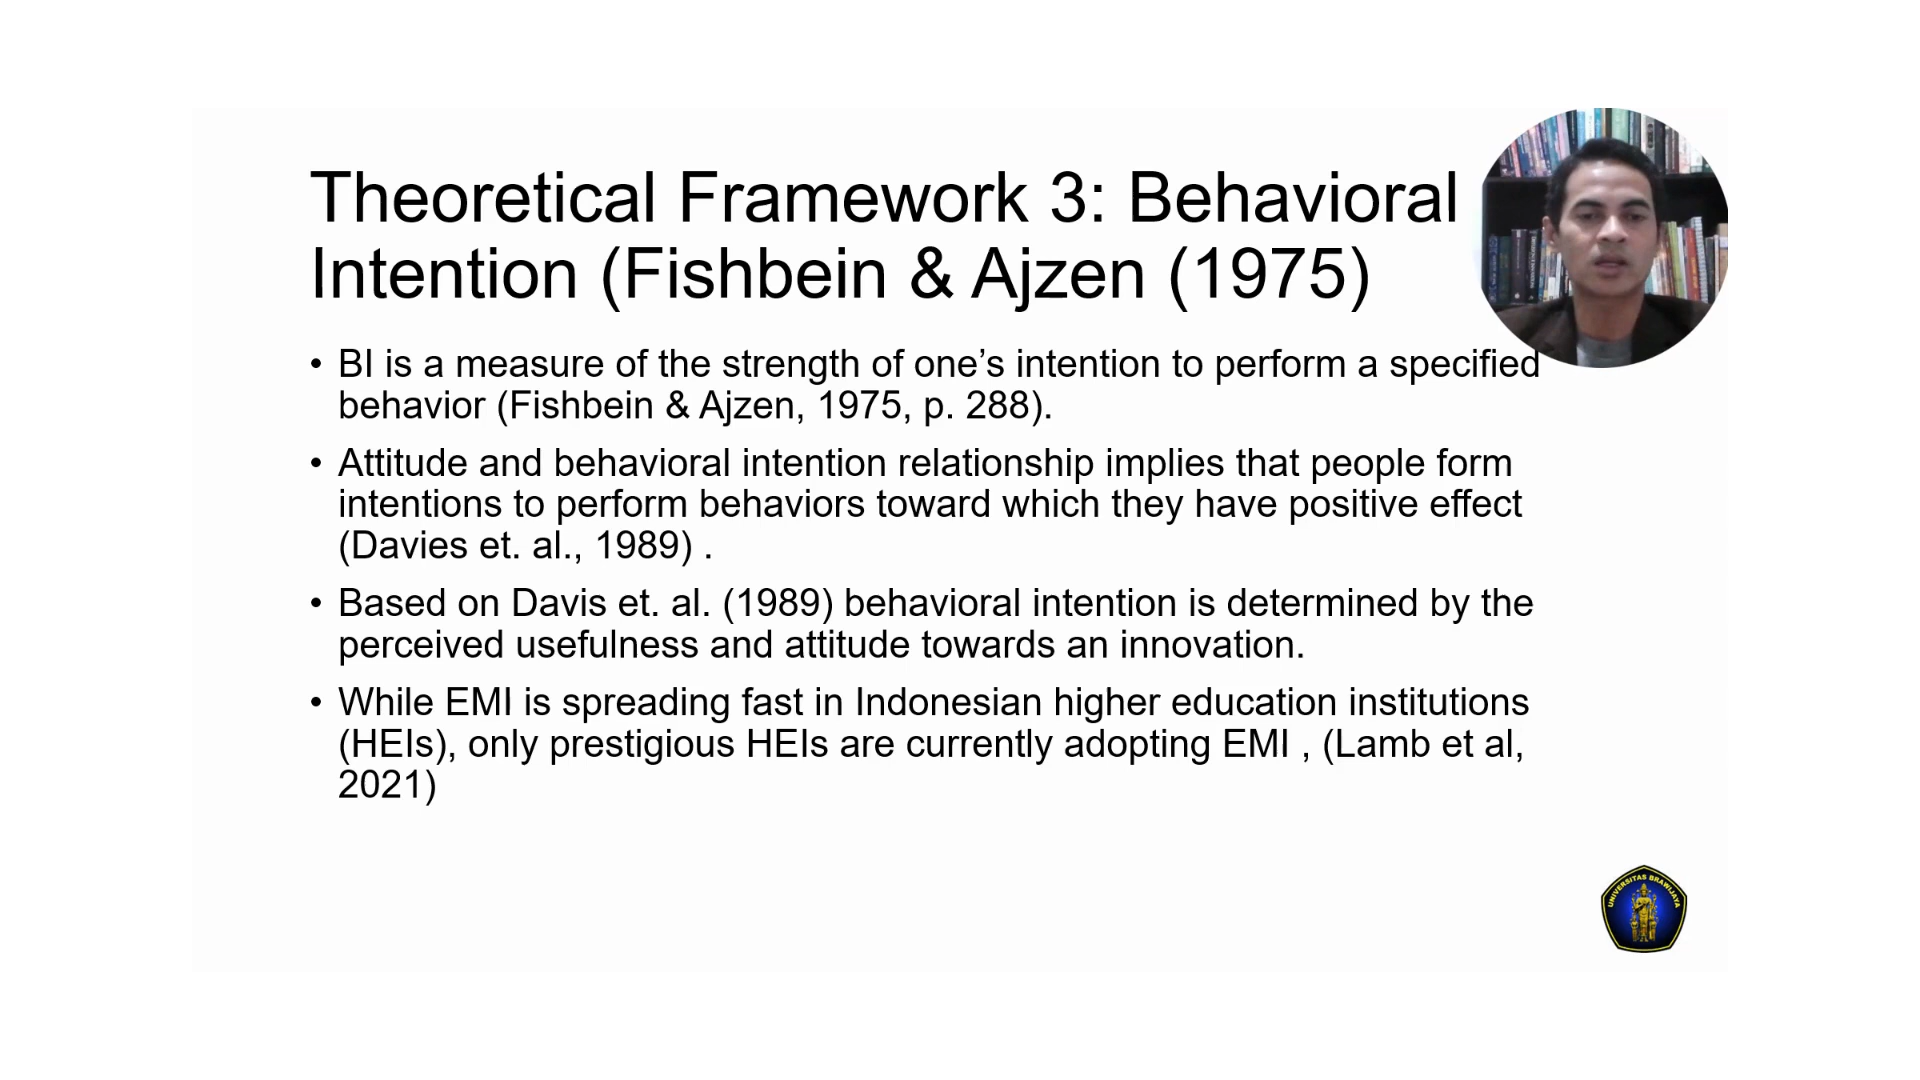 Theoretical Framework 3: Behavioral
Intention (Fishbein & Ajzen (1975)
• BI is a measure of the strength of one’s intention to perform a specified
behavior (Fishbein & Ajzen, 1975, p. 288).
• Attitude and behavioral intention relationship implies that people form
intentions to perform behaviors toward which they have positive effect
(Davies et. al., 1989) .
• Based on Davis et. al. (1989) behavioral intention is determined by the
perceived usefulness and attitude towards an innovation.
• While EMI is spreading fast in Indonesian higher education institutions
(HEIs), only prestigious HEIs are currently adopting EMI , (Lamb et al,
2021)
UNIVERSITAS BRAWIJAYA